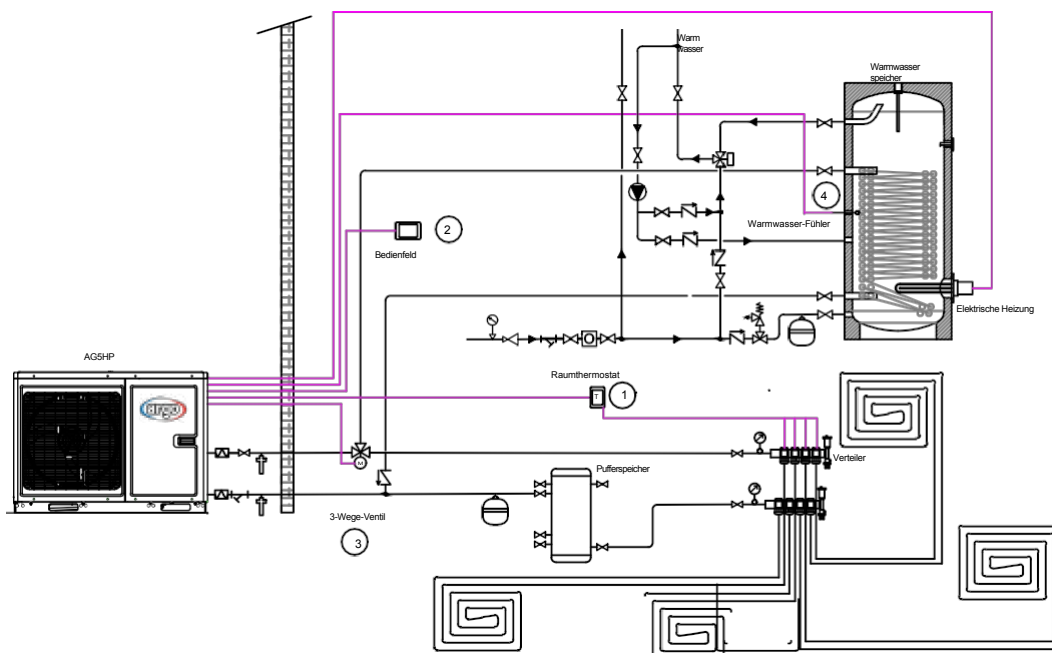 Warm
wasser
Warmwasser
speicher
4
2
Warmwasser-Fühler
Bedienfeld
Elektrische Heizung
AG5HP
Raumthermostat
1
T
argo
Verteiler
M
Pufferspeicher
3-Wege-Ventil
3